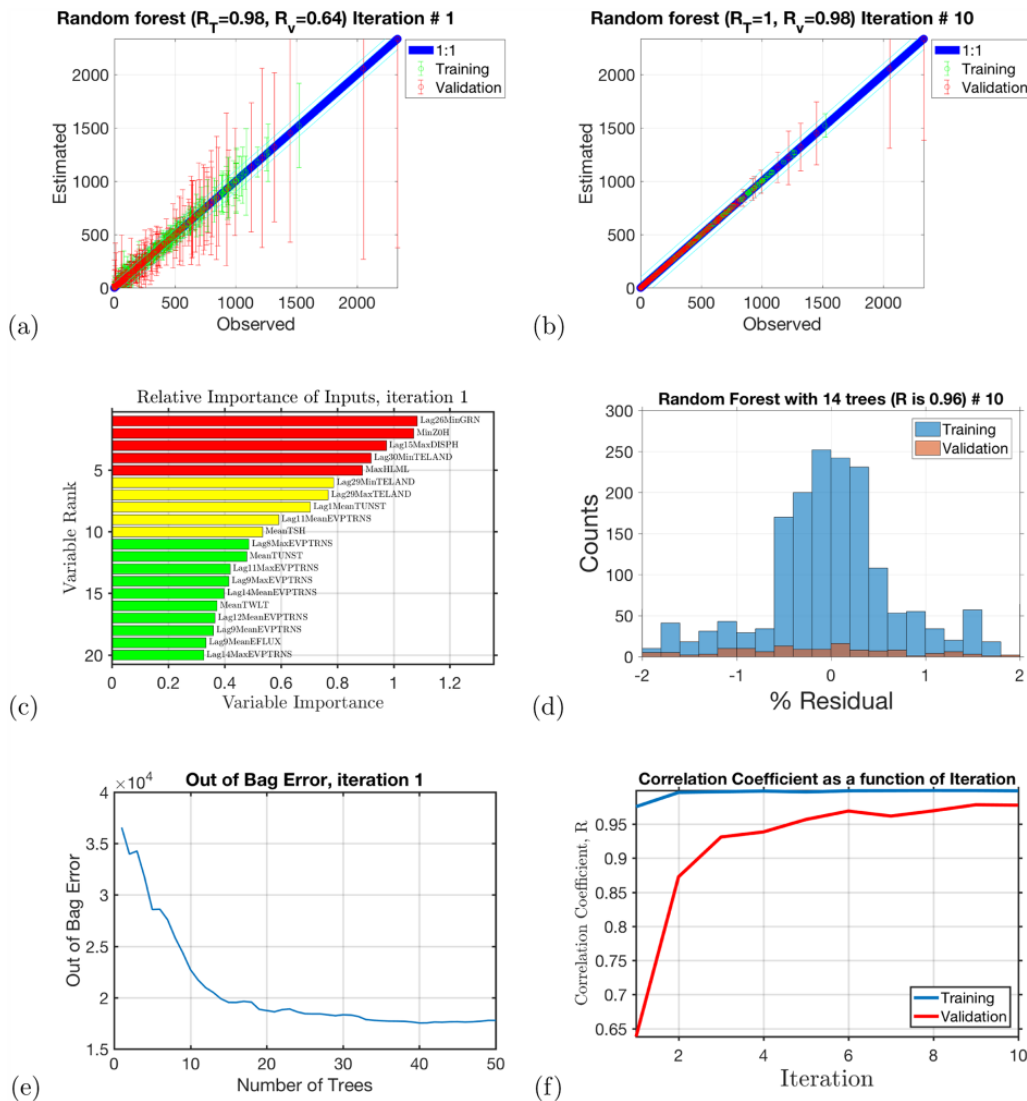 Random forest (R_T=0.98, R_v=0.64) Iteration # 1
1:1
Training
Validation
2000
1500
1000
500
0
Estimated
0 500 1000 1500 2000
Observed
(a)
Random forest (R_T=1, R_v=0.98) Iteration # 10
1:1
Training
Validation
2000
1500
1000
500
0
Estimated
0 500 1000 1500 2000
Observed
(b)
Relative Importance of Inputs, iteration 1
Lag26MinGRN
MinZ0H
Lag15MaxDISPH
Lag30MinTELAND
MaxHLML
Lag29MinTELAND
Lag29MaxTELAND
Lag1MeanTUNST
Lag11MeanEVPTRNS
MeanTSH
Lag8MaxEVPTRNS
MeanTUNST
Lag11MaxEVPTRNS
Lag9MaxEVPTRNS
Lag14MeanEVPTRNS
MeanTWLT
Lag12MeanEVPTRNS
Lag9MeanEVPTRNS
Lag9MeanEFLUX
Lag14MaxEVPTRNS
5
10
15
20
Variable Rank
0 0.2 0.4 0.6 0.8 1 1.2
Variable Importance
(c)
Random Forest with 14 trees (R is 0.96) # 10
Training
Validation
300
250
200
150
100
50
0
Counts
-2 -1 0 1 2
% Residual
(d)
×10⁴
Out of Bag Error, iteration 1
4
3.5
3
2.5
2
1.5
Out of Bag Error
0 10 20 30 40 50
Number of Trees
(e)
Correlation Coefficient as a function of Iteration
0.95
0.9
0.85
0.8
0.75
0.7
0.65
Correlation Coefficient, R
Training
Validation
2 4 6 8 10
Iteration
(f)